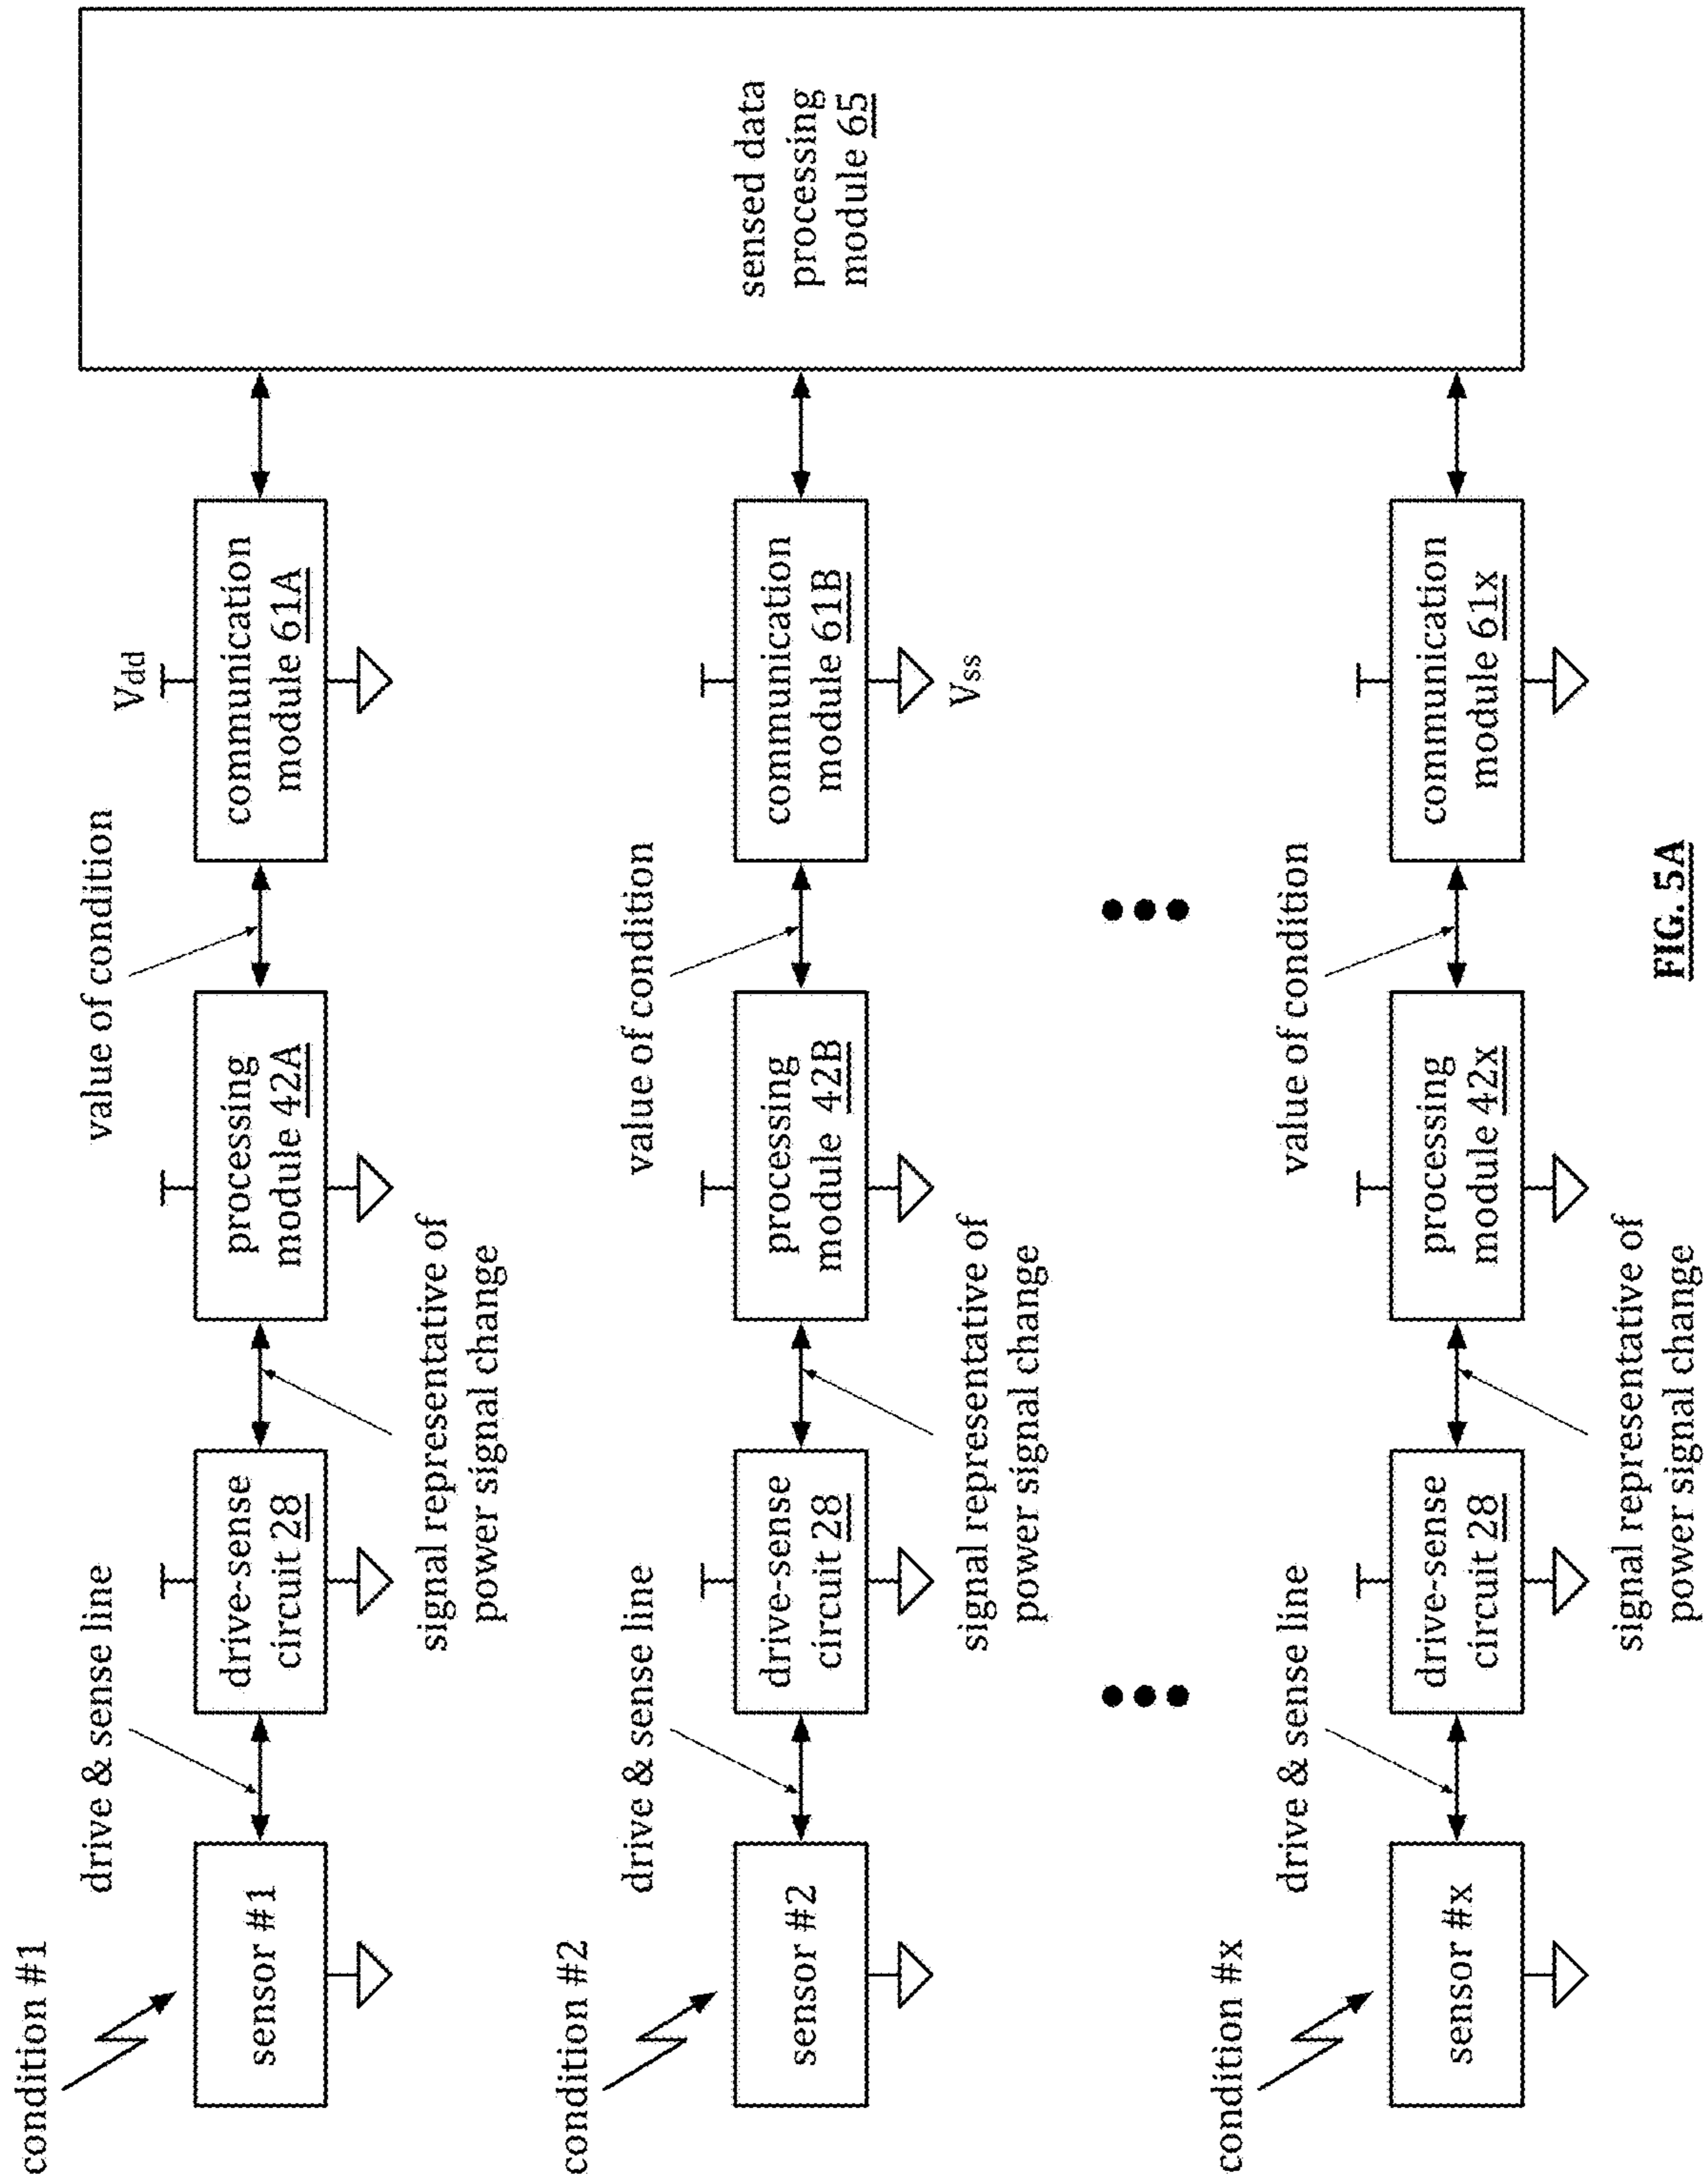 condition #1
drive & sense line
value of condition
Vdd
sensor #1
drive-sense
circuit 28
processing
module 42A
communication
module 61A
signal representative of
power signal change
condition #2
drive & sense line
value of condition
sensor #2
drive-sense
circuit 28
processing
module 42B
communication
module 61B
sensed data
processing
module 65
signal representative of
power signal change
Vss
condition #x
drive & sense line
value of condition
sensor #x
drive-sense
circuit 28
processing
module 42x
communication
module 61x
signal representative of
power signal change
FIG. 5A